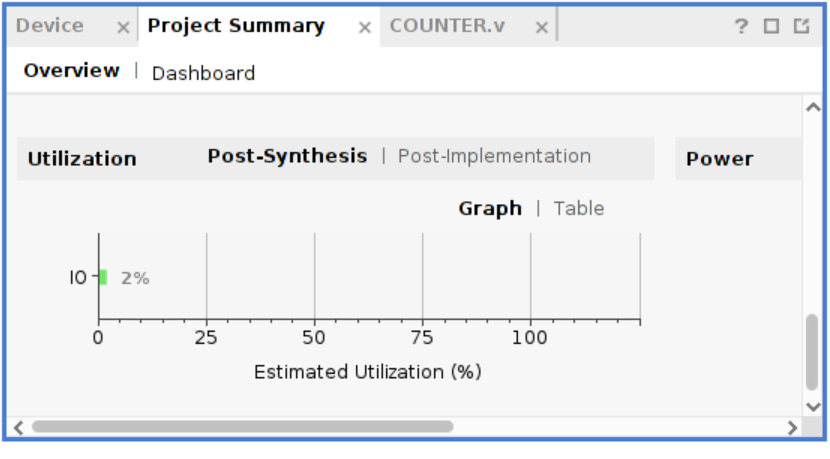 Device × Project Summary × COUNTER.v × ?
Overview | Dashboard
Utilization Post-Synthesis | Post-Implementation Power
Graph | Table
IO 2%
0 25 50 75 100
Estimated Utilization (%)